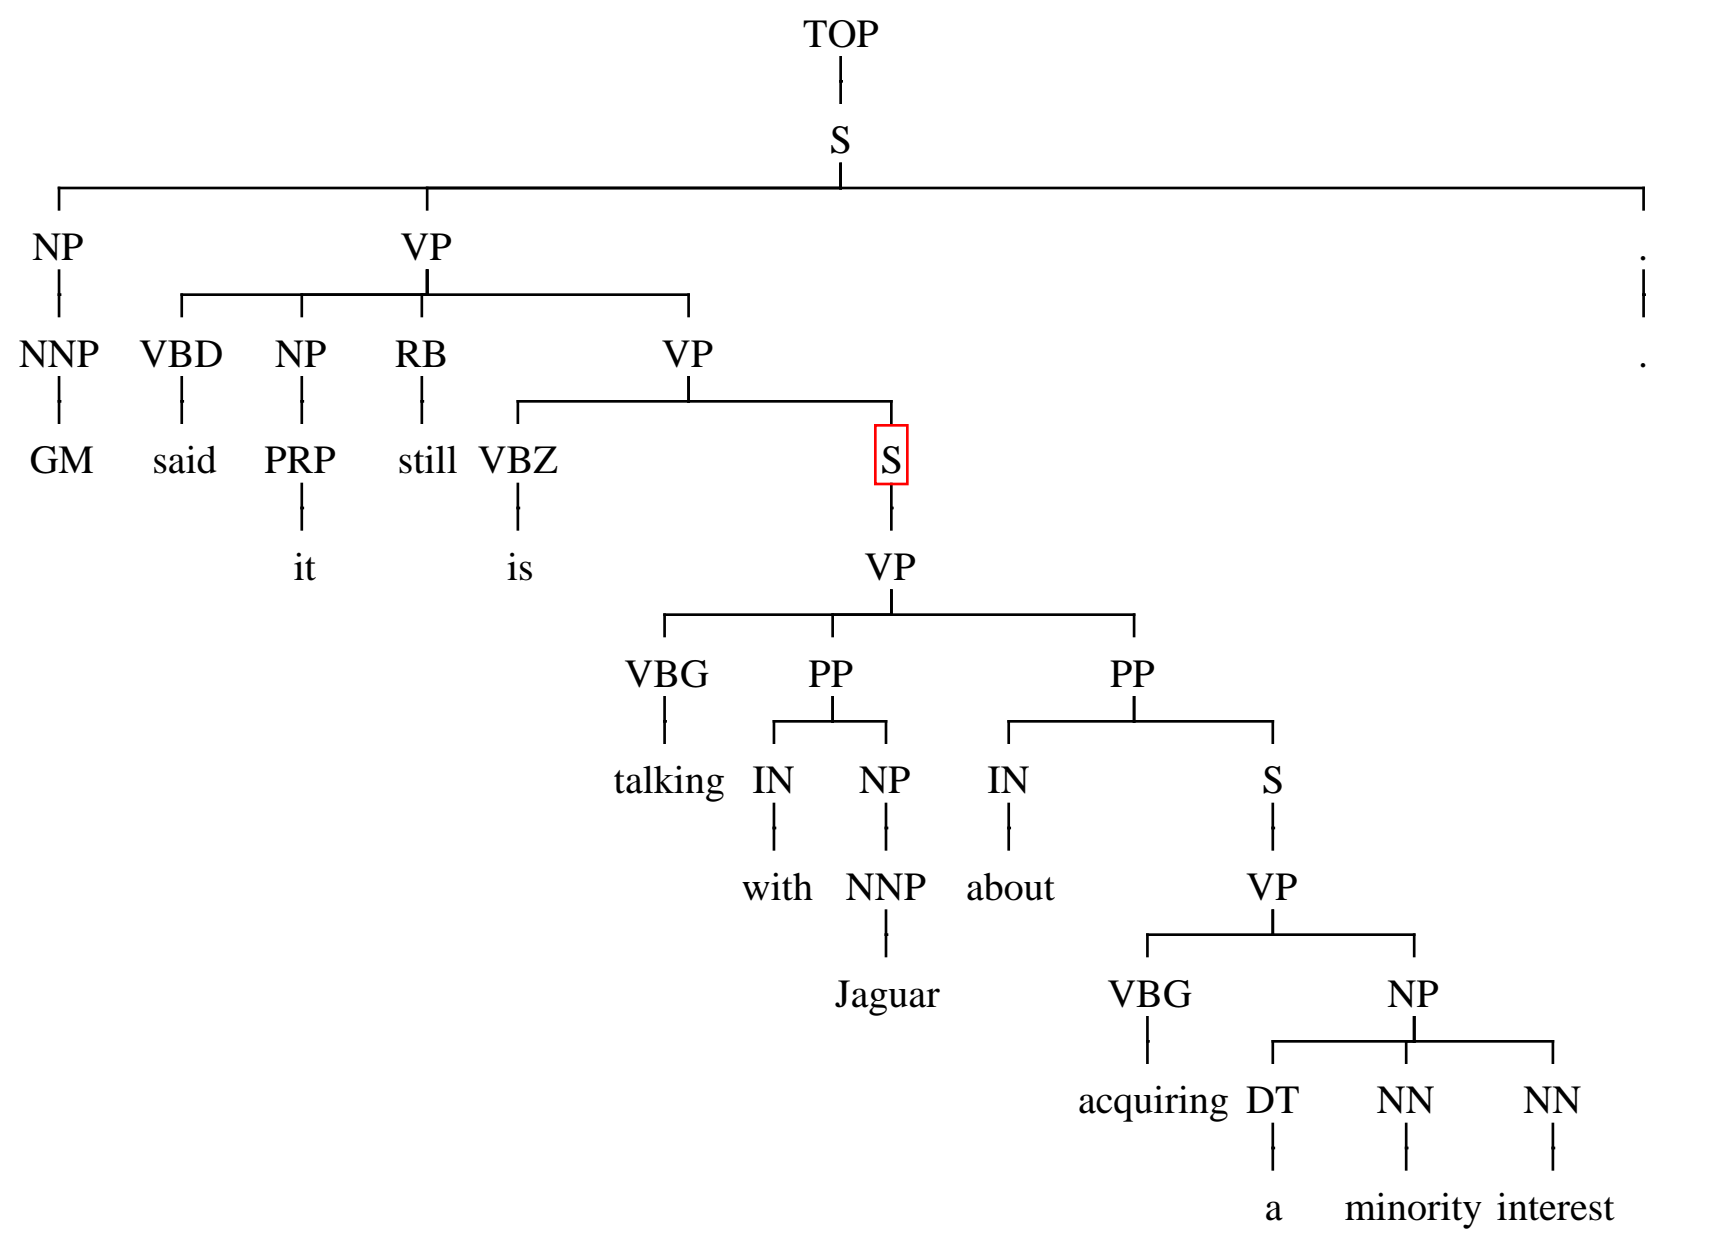 TOP
S
NP VP .
NNP VBD NP RB VP .
GM said PRP still VBZ S
it is VP
VBG PP PP
talking IN NP IN S
with NNP about VP
Jaguar VBG NP
acquiring DT NN NN
a minority interest